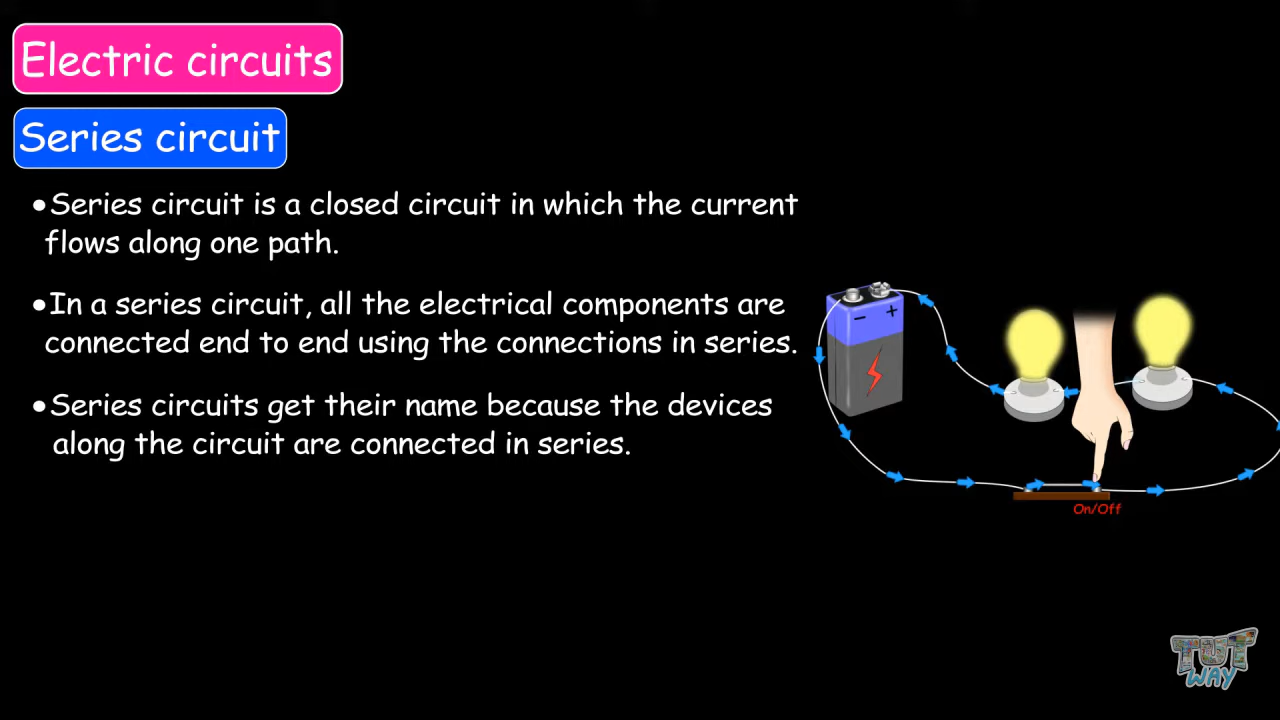 Electric circuits
Series circuit
●Series circuit is a closed circuit in which the current
flows along one path.
●In a series circuit, all the electrical components are
connected end to end using the connections in series.
●Series circuits get their name because the devices
along the circuit are connected in series.
− +
On/Off
TUT
WAY